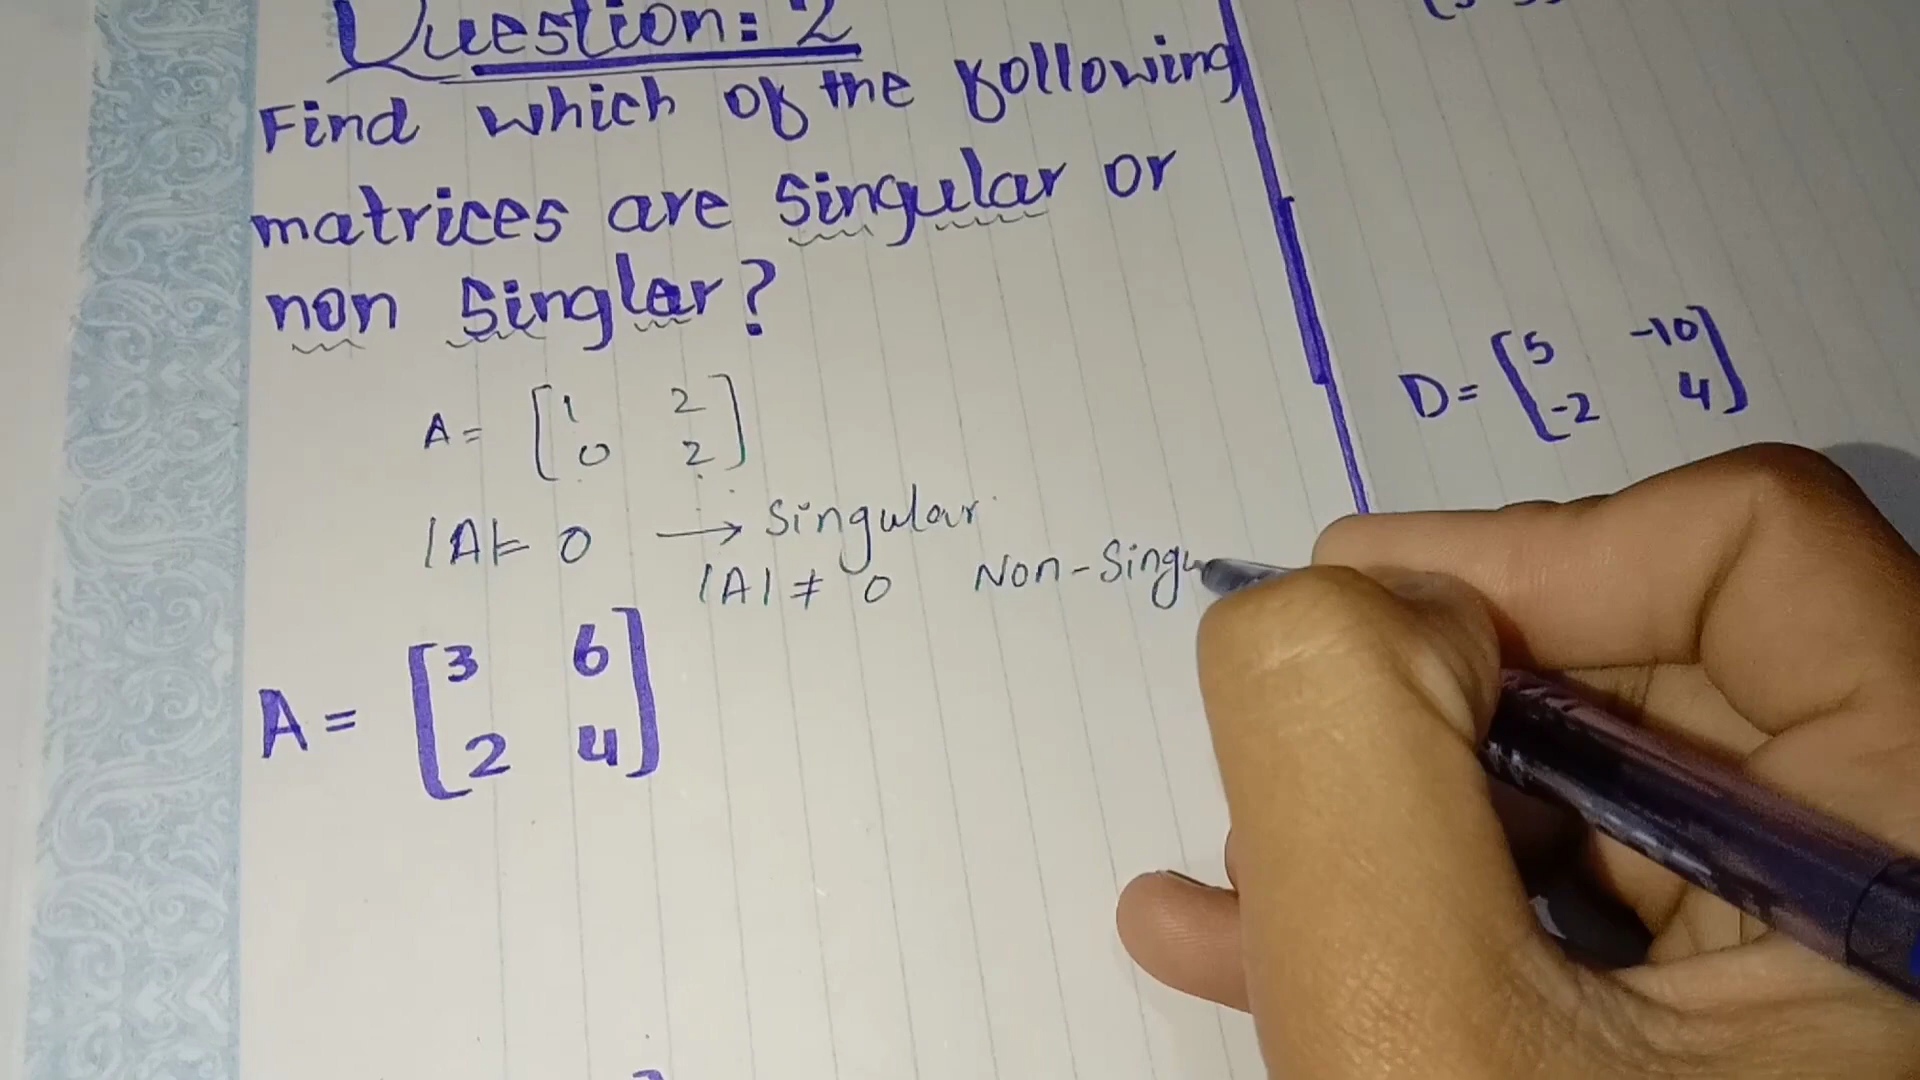 Question: 2
Find which of the following
matrices are singular or
non singlar?
A = [1 2
0 2]
|A| = 0 → Singular
|A| ≠ 0 Non-Singu
A = [3 6
2 4]
D = [5 -10
-2 4]